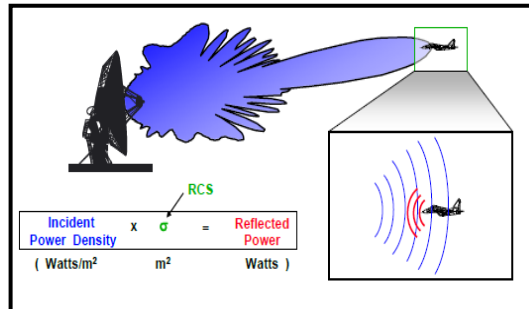 RCS
Incident x σ = Reflected
Power Density Power
( Watts/m² m² Watts )